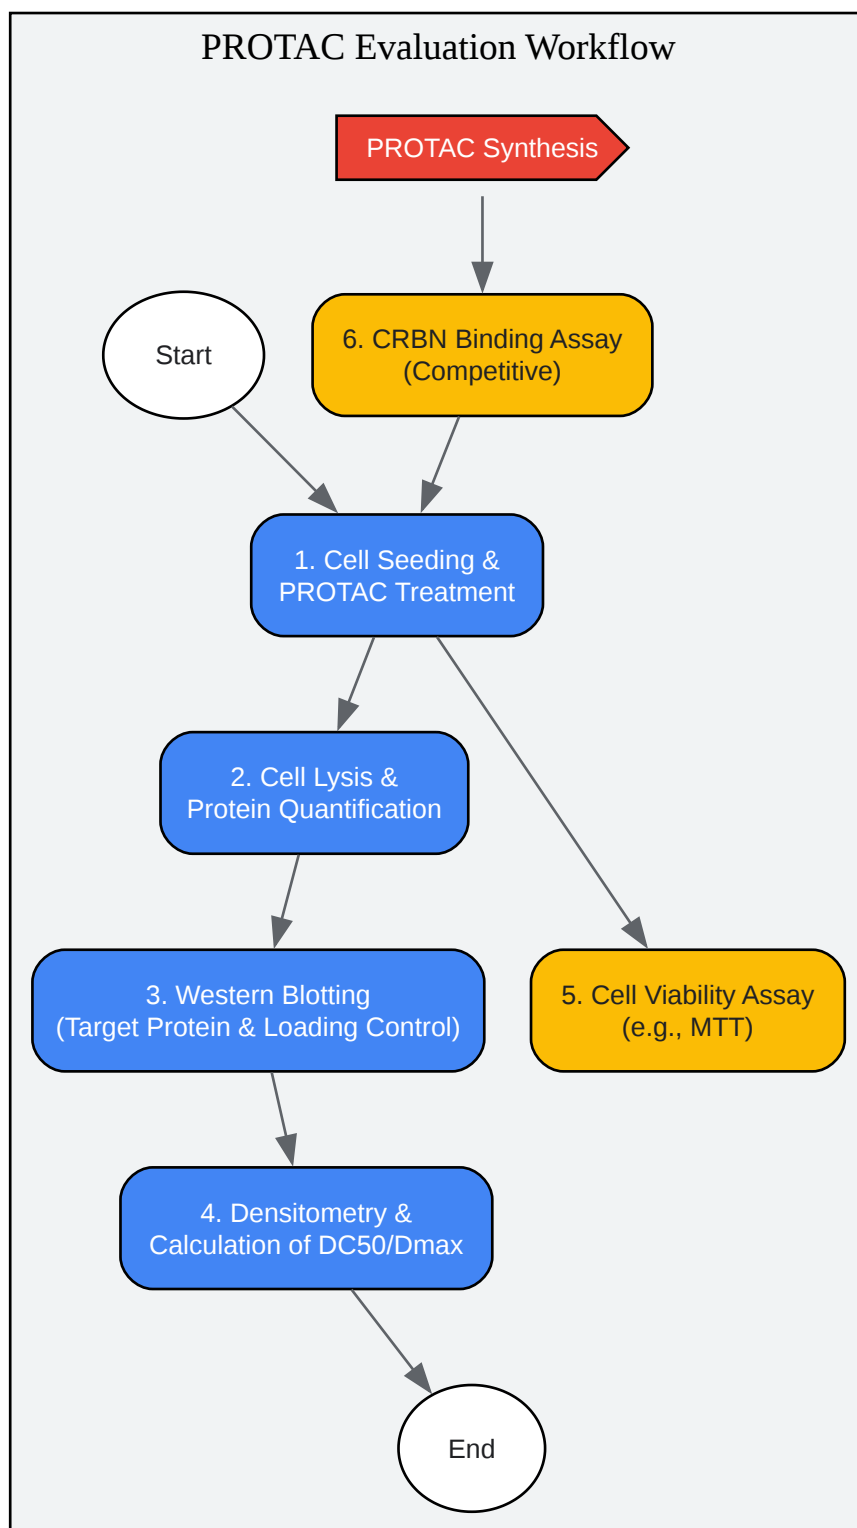 PROTAC Evaluation Workflow
PROTAC Synthesis
Start
6. CRBN Binding Assay
(Competitive)
1. Cell Seeding &
PROTAC Treatment
2. Cell Lysis &
Protein Quantification
3. Western Blotting
(Target Protein & Loading Control)
5. Cell Viability Assay
(e.g., MTT)
4. Densitometry &
Calculation of DC50/Dmax
End